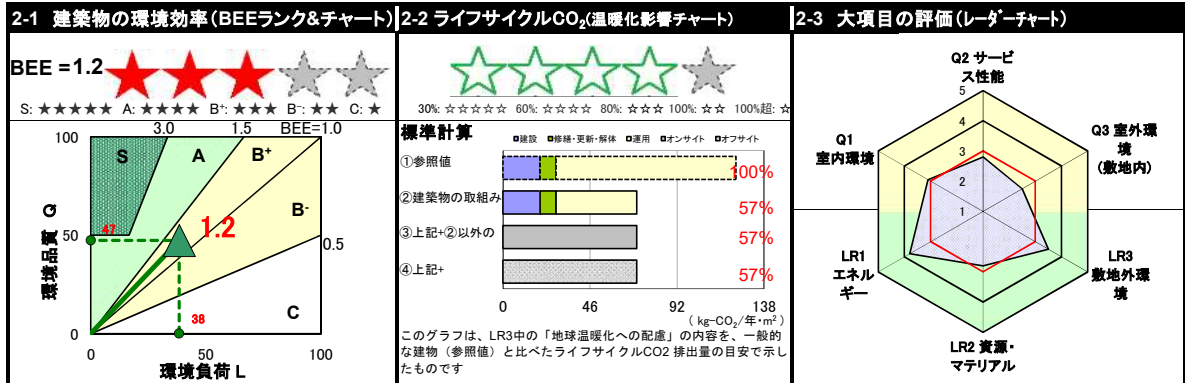 2-1 建築物の環境効率(BEEランク&チャート)
BEE =1.2
S: ★★★★★ A: ★★★★ B⁺: ★★★ B⁻: ★★ C: ★
3.0 1.5 BEE=1.0
100
S A B⁺
B⁻
1.2
47
50
0.5
環境品質 Q
C
38
0
0 50 100
環境負荷 L
2-2 ライフサイクルCO₂(温暖化影響チャート)
30%: ☆☆☆☆☆ 60%: ☆☆☆☆ 80%: ☆☆☆ 100%: ☆☆ 100%超: ☆
標準計算
建設 修繕・更新・解体 運用 オンサイト オフサイト
①参照値 100%
②建築物の取組み 57%
③上記+②以外の 57%
④上記+ 57%
0 46 92 138
( kg-CO₂/年・m² )
このグラフは、LR3中の「地球温暖化への配慮」の内容を、一般的
な建物(参照値)と比べたライフサイクルCO2 排出量の目安で示し
たものです
2-3 大項目の評価(レーダーチャート)
Q2 サービ
ス性能
5
4
3
2
1
Q1
室内環境
Q3 室外環
境
(敷地内)
LR1
エネル
ギー
LR3
敷地外環
境
LR2 資源・
マテリアル